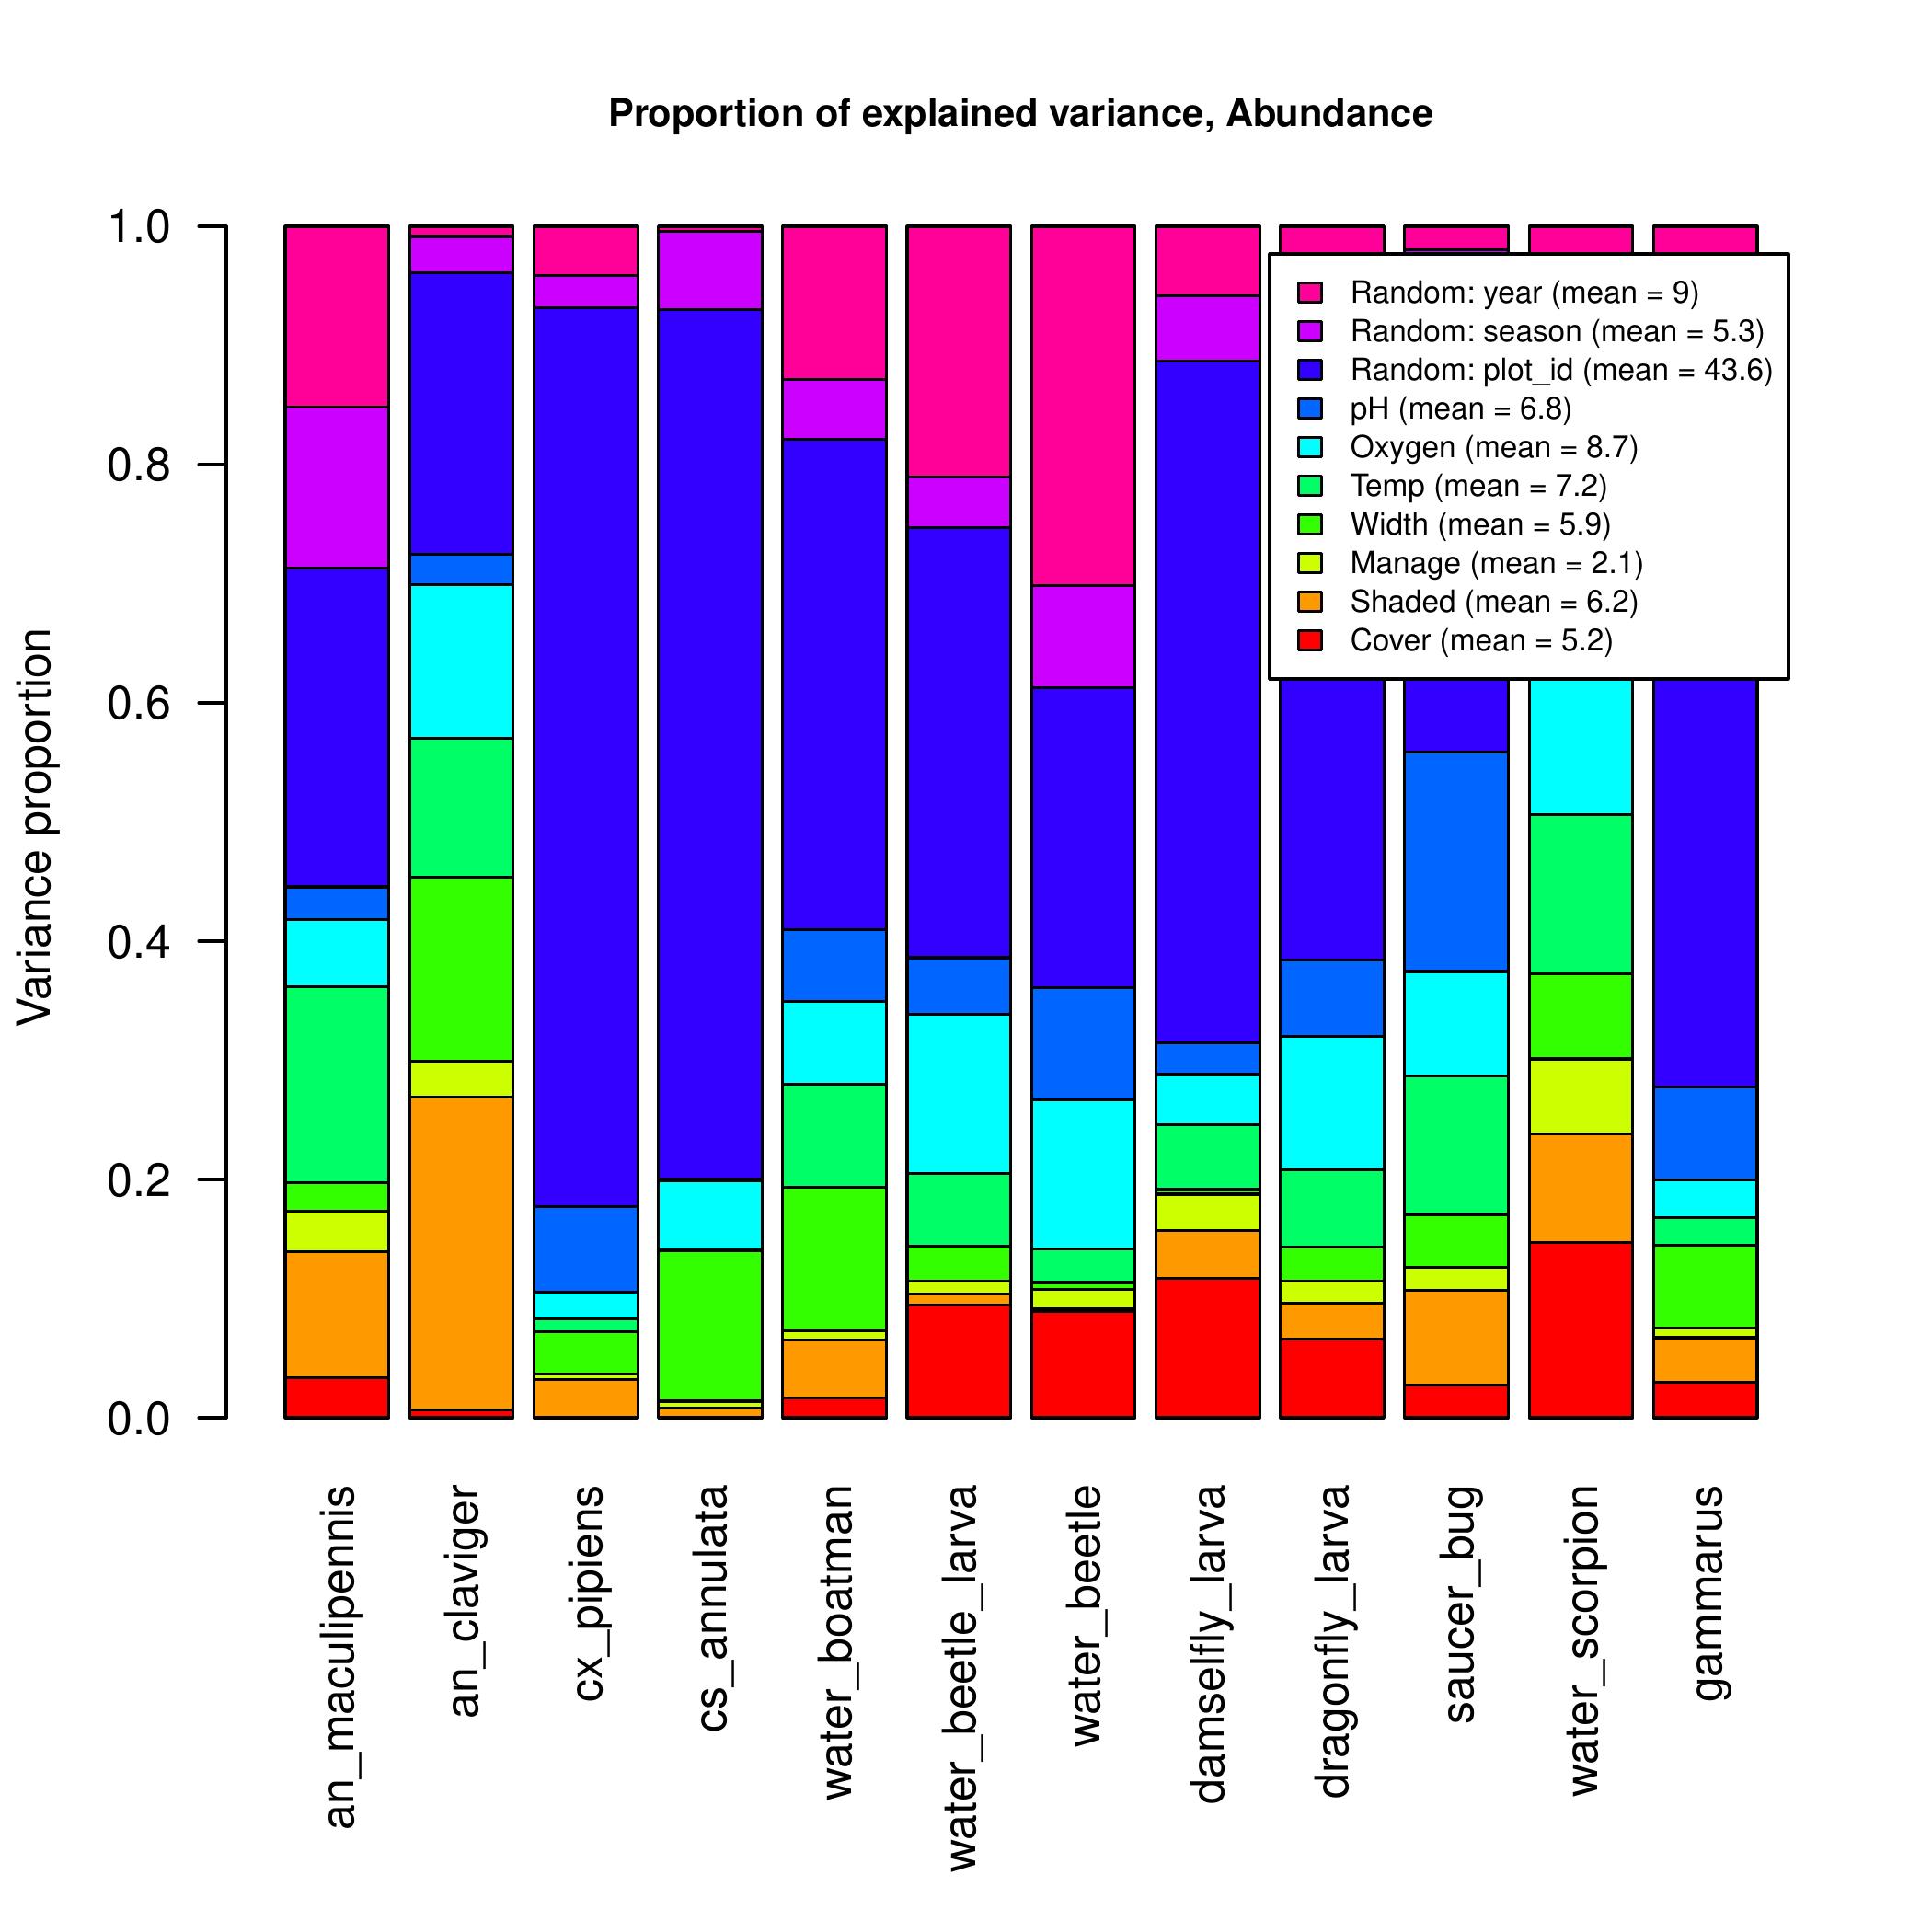 Proportion of explained variance, Abundance
Variance proportion
1.0
0.8
0.6
0.4
0.2
0.0
Random: year (mean = 9)
Random: season (mean = 5.3)
Random: plot_id (mean = 43.6)
pH (mean = 6.8)
Oxygen (mean = 8.7)
Temp (mean = 7.2)
Width (mean = 5.9)
Manage (mean = 2.1)
Shaded (mean = 6.2)
Cover (mean = 5.2)
an_maculipennis
an_claviger
cx_pipiens
cs_annulata
water_boatman
water_beetle_larva
water_beetle
damselfly_larva
dragonfly_larva
saucer_bug
water_scorpion
gammarus